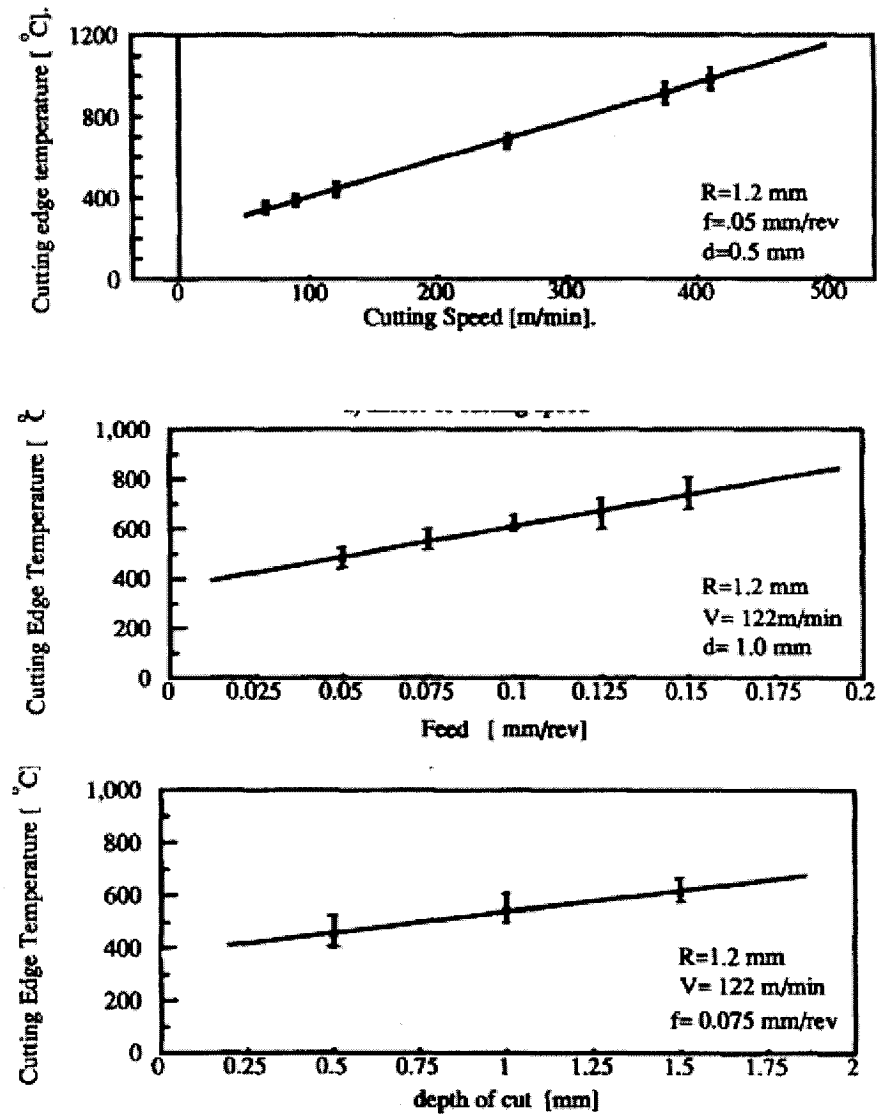 Cutting edge temperature [ °C].
1200
800
400
0
0 100 200 300 400 500
R=1.2 mm
f=.05 mm/rev
d=0.5 mm
Cutting Speed [m/min].
Cutting Edge Temperature [ °C
1,000
800
600
400
200
0
0 0.025 0.05 0.075 0.1 0.125 0.15 0.175 0.2
R=1.2 mm
V= 122m/min
d= 1.0 mm
Feed [ mm/rev]
Cutting Edge Temperature [ °C]
1,000
800
600
400
200
0
0 0.25 0.5 0.75 1 1.25 1.5 1.75 2
R=1.2 mm
V= 122 m/min
f= 0.075 mm/rev
depth of cut [mm]